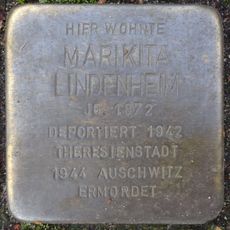 HIER WOHNTE
MARIKITA
LINDENHEIM
JG. 1872
DEPORTIERT 1942
THERESIENSTADT
1944 AUSCHWITZ
ERMORDET